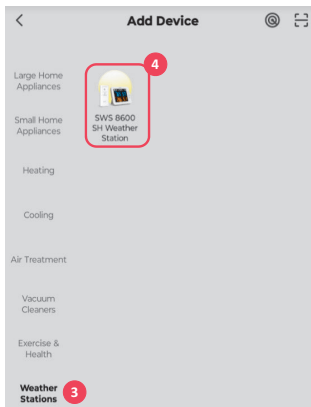 Add Device
Large Home
Appliances
4
SWS 8600
SH Weather
Station
Small Home
Appliances
Heating
Cooling
Air Treatment
Vacuum
Cleaners
Exercise &
Health
Weather
Stations
3